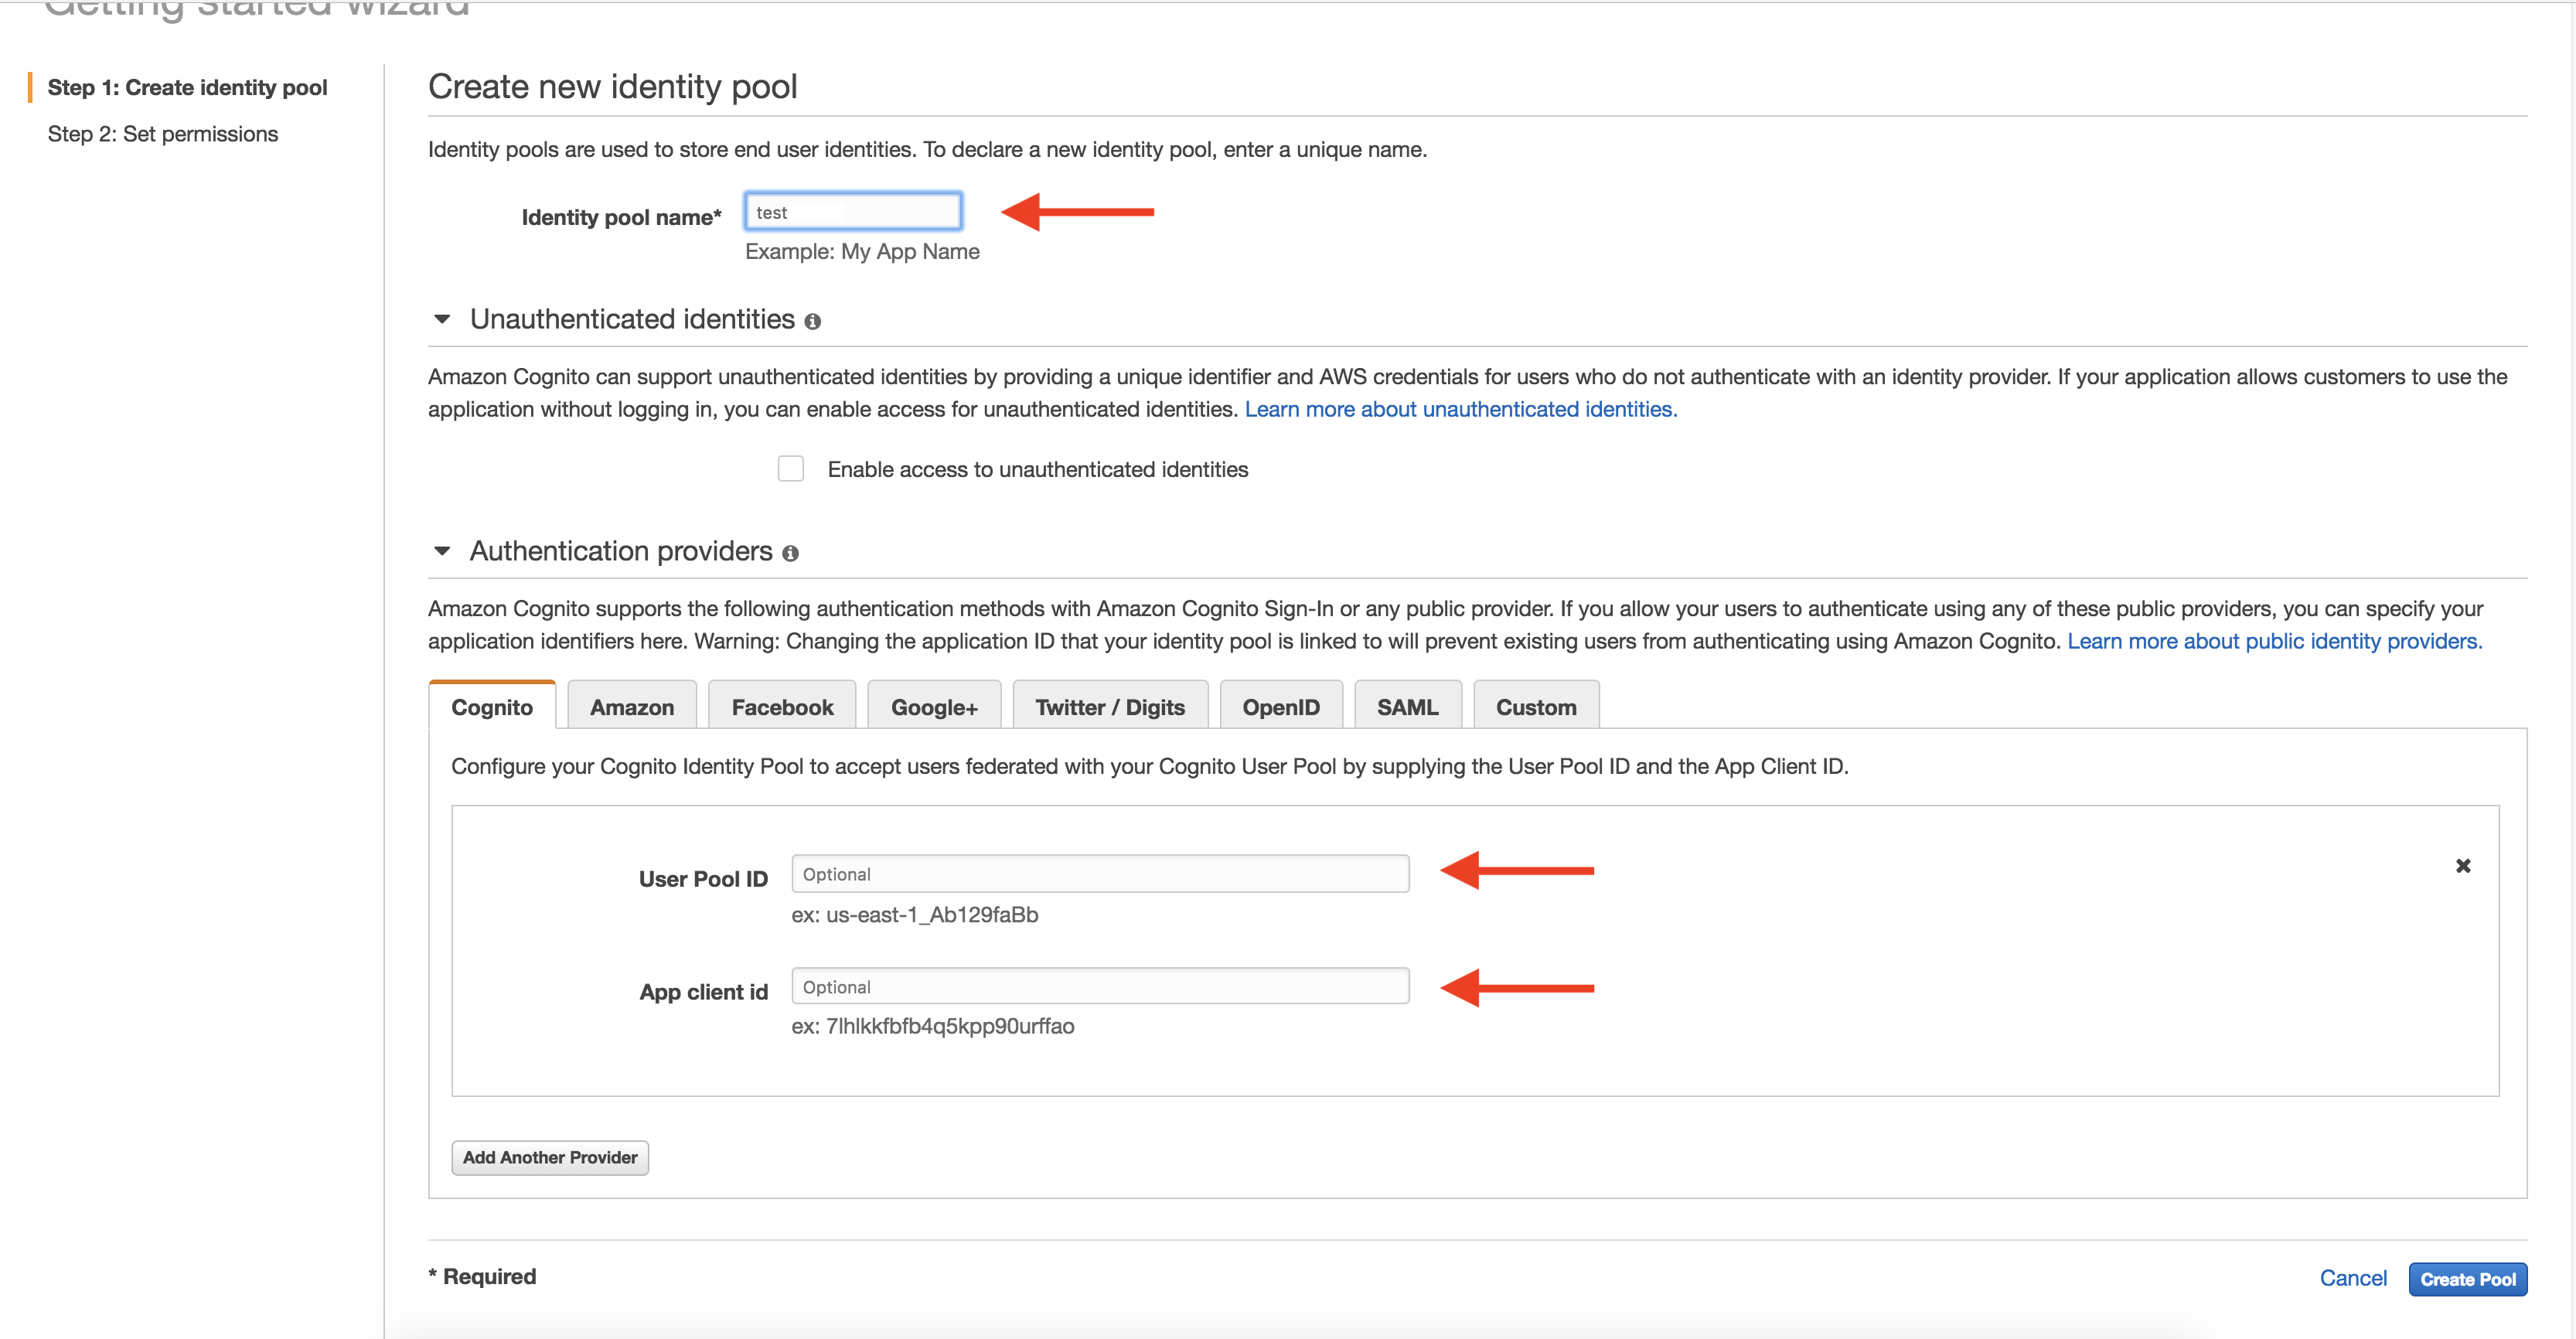 Getting started wizard
Step 1: Create identity pool
Step 2: Set permissions
Create new identity pool
Identity pools are used to store end user identities. To declare a new identity pool, enter a unique name.
Identity pool name* test
Example: My App Name
Unauthenticated identities
Amazon Cognito can support unauthenticated identities by providing a unique identifier and AWS credentials for users who do not authenticate with an identity provider. If your application allows customers to use the
application without logging in, you can enable access for unauthenticated identities. Learn more about unauthenticated identities.
Enable access to unauthenticated identities
Authentication providers
Amazon Cognito supports the following authentication methods with Amazon Cognito Sign-In or any public provider. If you allow your users to authenticate using any of these public providers, you can specify your
application identifiers here. Warning: Changing the application ID that your identity pool is linked to will prevent existing users from authenticating using Amazon Cognito. Learn more about public identity providers.
Cognito Amazon Facebook Google+ Twitter / Digits OpenID SAML Custom
Configure your Cognito Identity Pool to accept users federated with your Cognito User Pool by supplying the User Pool ID and the App Client ID.
User Pool ID Optional
ex: us-east-1_Ab129faBb
App client id Optional
ex: 7lhlkkfbfb4q5kpp90urffao
Add Another Provider
* Required
Cancel Create Pool